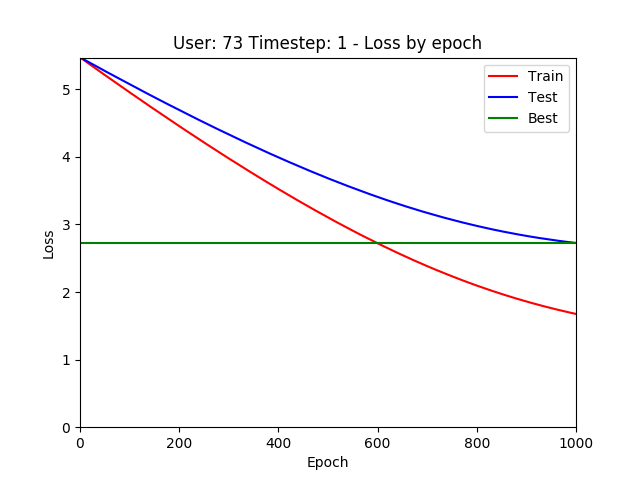 User: 73 Timestep: 1 - Loss by epoch
Train
Test
Best
5
4
3
2
1
0
Loss
0 200 400 600 800 1000
Epoch